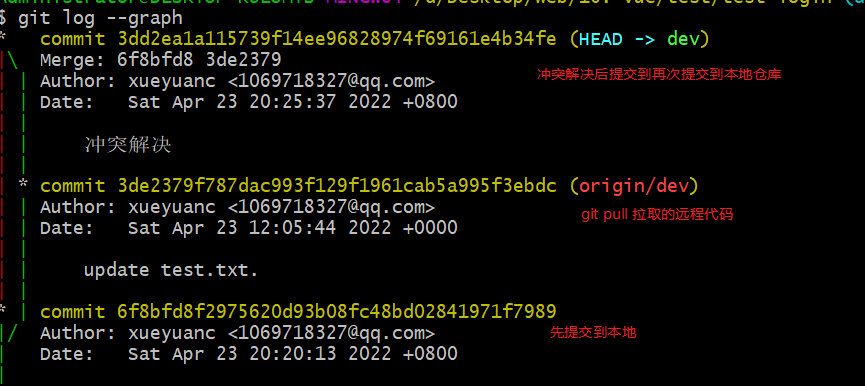 $ git log --graph
* commit 3dd2ea1a115739f14ee96828974f69161e4b34fe (HEAD -> dev)
|\ Merge: 6f8bfd8 3de2379
| | Author: xueyuanc <1069718327@qq.com>
冲突解决后提交到再次提交到本地仓库
| | Date: Sat Apr 23 20:25:37 2022 +0800
| |
| | 冲突解决
| |
| * commit 3de2379f787dac993f129f1961cab5a995f3ebdc (origin/dev)
| | Author: xueyuanc <1069718327@qq.com>
git pull 拉取的远程代码
| | Date: Sat Apr 23 12:05:44 2022 +0000
| |
| | update test.txt.
| |
* | commit 6f8bfd8f2975620d93b08fc48bd02841971f7989
|/ Author: xueyuanc <1069718327@qq.com>
先提交到本地
| Date: Sat Apr 23 20:20:13 2022 +0800
|